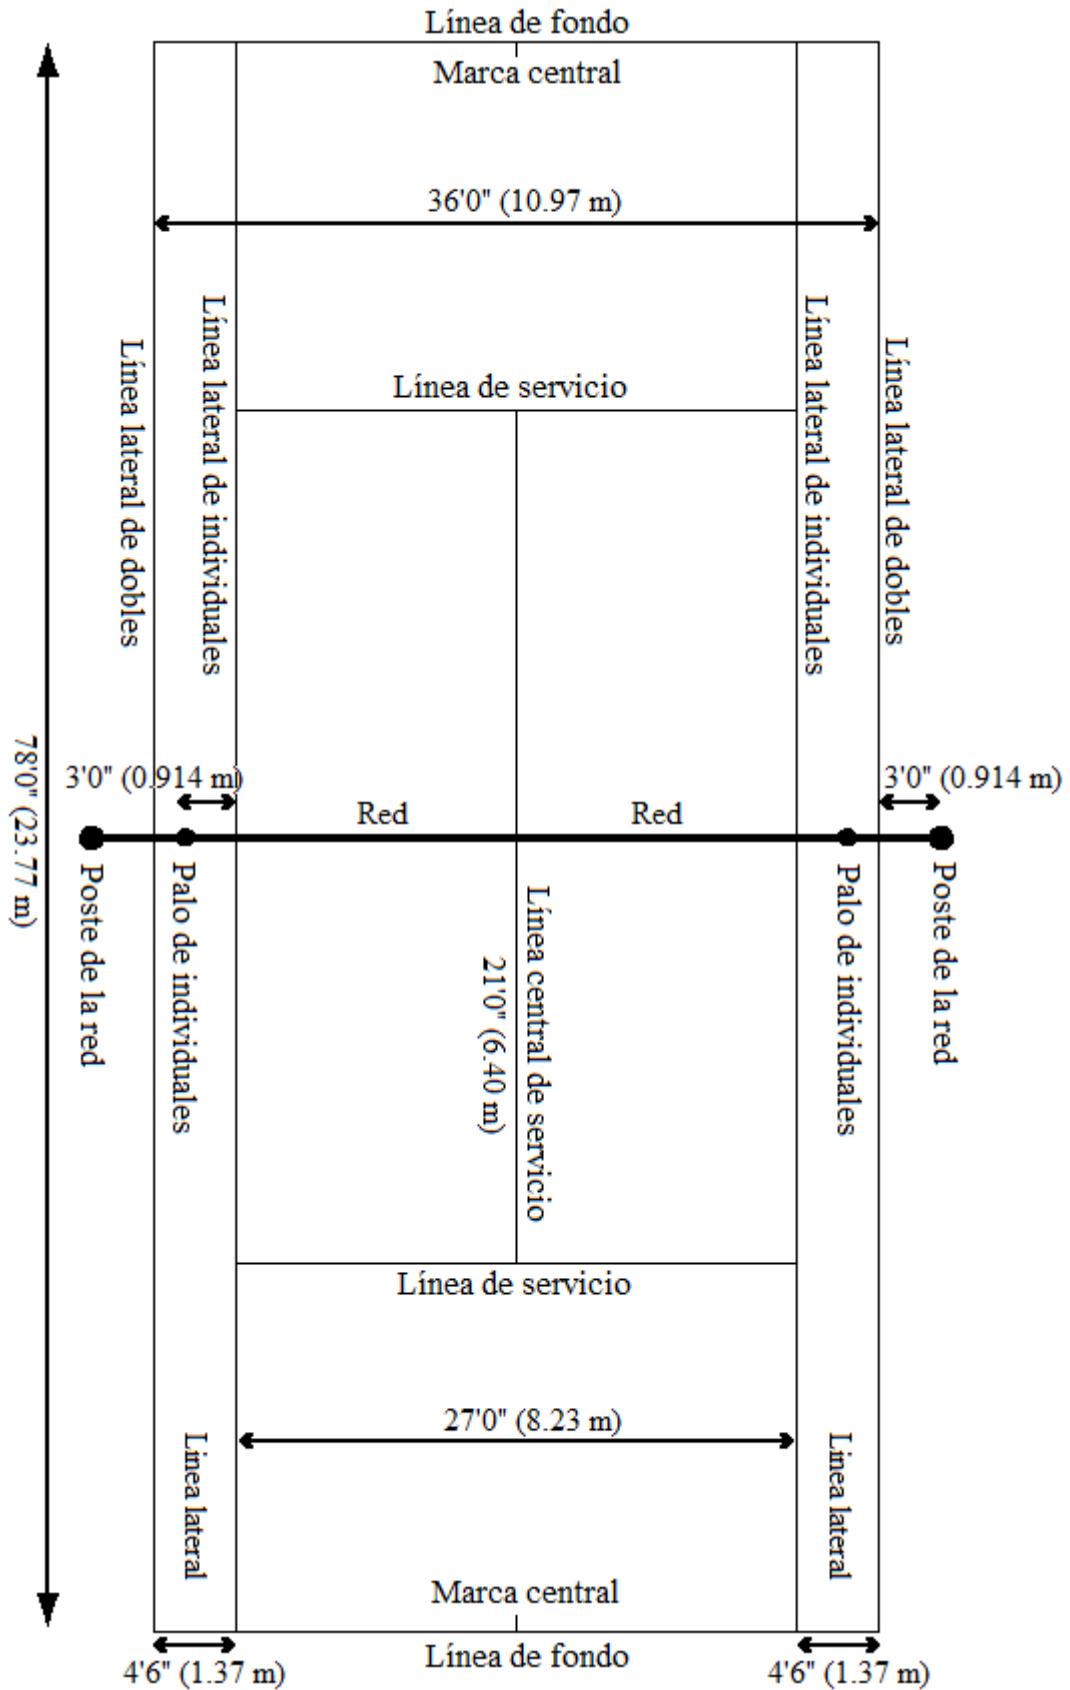 Línea de fondo
Marca central
36'0" (10.97 m)
Línea lateral de dobles
Línea lateral de individuales
Línea lateral de individuales
Línea lateral de dobles
Línea de servicio
78'0" (23.77 m)
3'0" (0.914 m)
3'0" (0.914 m)
Red
Red
Poste de la red
Palo de individuales
21'0" (6.40 m)
Línea central de servicio
Palo de individuales
Poste de la red
Línea de servicio
27'0" (8.23 m)
Linea lateral
Linea lateral
Marca central
Línea de fondo
4'6" (1.37 m)
4'6" (1.37 m)